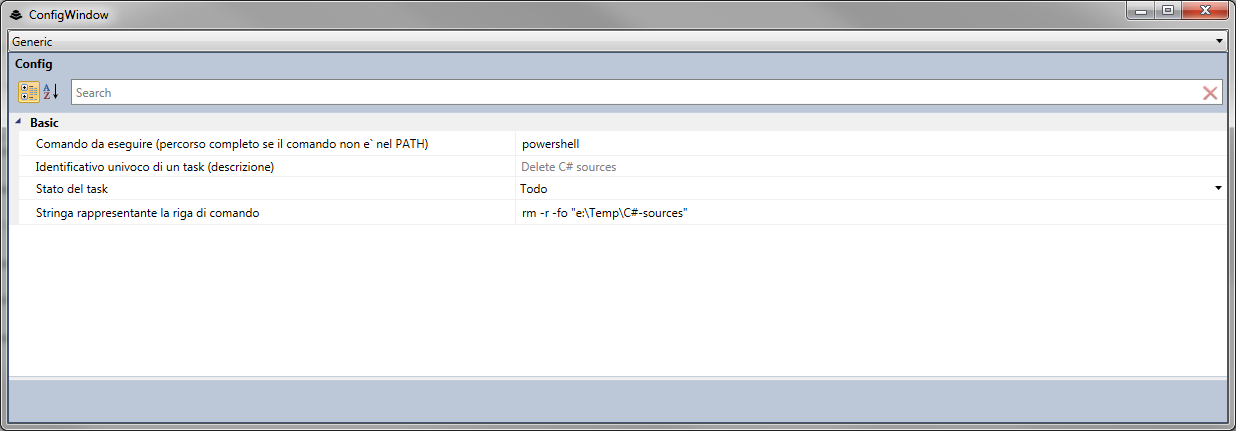 ConfigWindow
Generic
Config
A
Z
Search
Basic
Comando da eseguire (percorso completo se il comando non e` nel PATH) powershell
Identificativo univoco di un task (descrizione) Delete C# sources
Stato del task Todo
Stringa rappresentante la riga di comando rm -r -fo "e:\Temp\C#-sources"